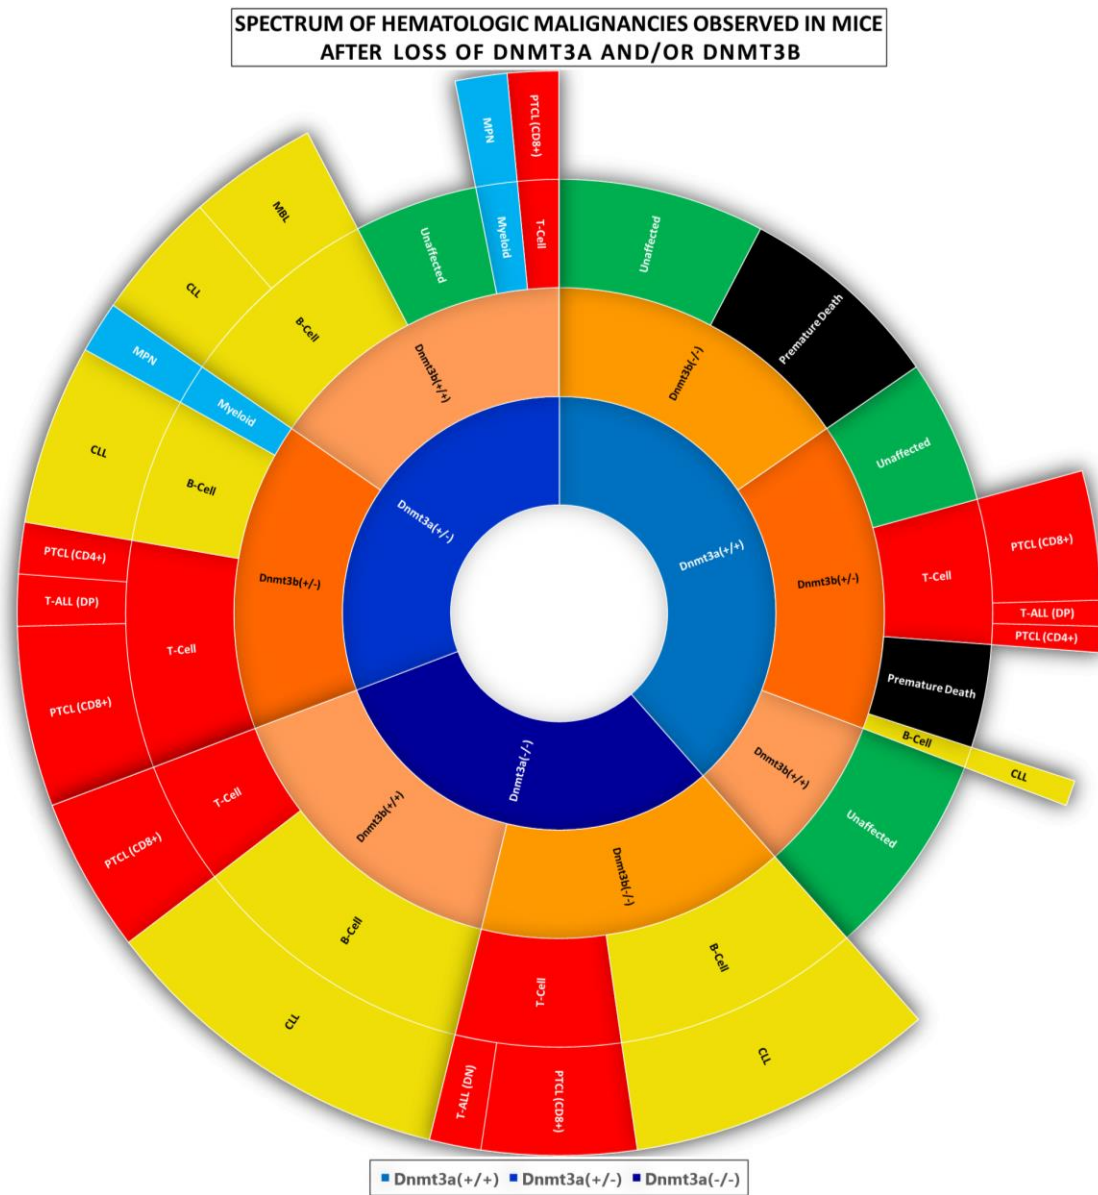 SPECTRUM OF HEMATOLOGIC MALIGNANCIES OBSERVED IN MICE
AFTER LOSS OF DNMT3A AND/OR DNMT3B
Dnmt3a(+/+)
Dnmt3b(-/-)
Unaffected
Premature Death
Dnmt3b(+/-)
Unaffected
T-Cell
PTCL (CD8+)
T-ALL (DP)
PTCL (CD4+)
Premature Death
B-Cell
CLL
Dnmt3b(+/+)
Unaffected
Dnmt3a(-/-)
Dnmt3b(-/-)
B-Cell
CLL
T-Cell
PTCL (CD8+)
T-ALL (DN)
Dnmt3b(+/+)
B-Cell
CLL
T-Cell
PTCL (CD8+)
Dnmt3a(+/-)
Dnmt3b(+/-)
T-Cell
PTCL (CD8+)
T-ALL (DP)
PTCL (CD4+)
B-Cell
CLL
Myeloid
MPN
Dnmt3b(+/+)
B-Cell
CLL
MBL
Unaffected
Myeloid
MPN
T-Cell
PTCL (CD8+)
Dnmt3a(+/+) Dnmt3a(+/-) Dnmt3a(-/-)